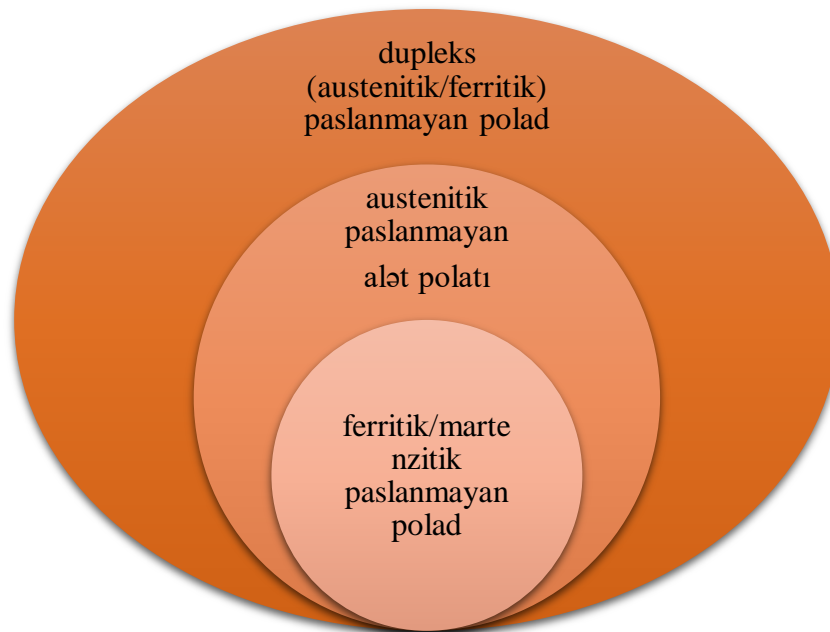 dupleks
(austenitik/ferritik)
paslanmayan polad
austenitik
paslanmayan
alət polatı
ferritik/marte
nzitik
paslanmayan
polad